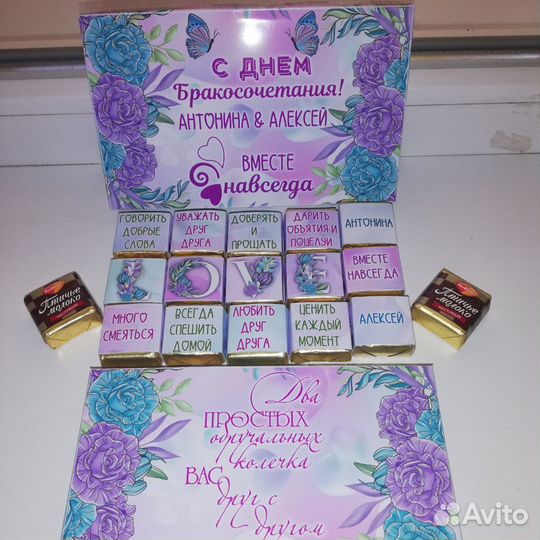 С ДНЕМ
Бракосочетания!
АНТОНИНА & АЛЕКСЕЙ
ВМЕСТЕ
навсегда
ГОВОРИТЬ
ДОБРЫЕ
СЛОВА
УВАЖАТЬ
ДРУГ
ДРУГА
ДОВЕРЯТЬ
И
ПРОЩАТЬ
ДАРИТЬ
ОБЪЯТИЯ И
ПОЦЕЛУИ
АНТОНИНА
L O V E
ВМЕСТЕ
НАВСЕГДА
МНОГО
СМЕЯТЬСЯ
ВСЕГДА
СПЕШИТЬ
ДОМОЙ
ЛЮБИТЬ
ДРУГ
ДРУГА
ЦЕНИТЬ
КАЖДЫЙ
МОМЕНТ
АЛЕКСЕЙ
Птичье
молоко
Птичье
молоко
Два
ПРОСТЫХ
обручальных
колечка
ВАС
друг с
другом
Avito